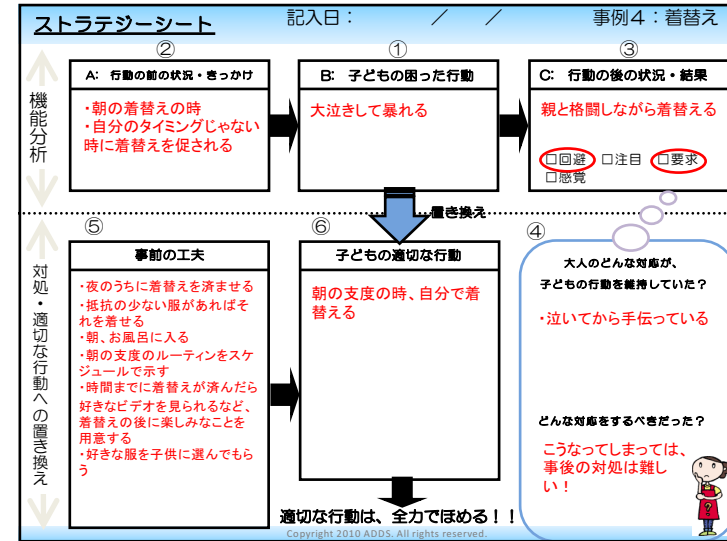 ストラテジーシート
記入日： ／ ／
事例４：着替え
機能分析
②
A: 行動の前の状況・きっかけ
・朝の着替えの時
・自分のタイミングじゃない
時に着替えを促される
①
B: 子どもの困った行動
大泣きして暴れる
③
C: 行動の後の状況・結果
親と格闘しながら着替える
□回避 □注目 □要求
□感覚
置き換え
対処・適切な行動への置き換え
⑤
事前の工夫
・夜のうちに着替えを済ませる
・抵抗の少ない服があればそ
れを着せる
・朝、お風呂に入る
・朝の支度のルーティンをスケ
ジュールで示す
・時間までに着替えが済んだら
好きなビデオを見られるなど、
着替えの後に楽しみなことを
用意する
・好きな服を子供に選んでもら
う
⑥
子どもの適切な行動
朝の支度の時、自分で着
替える
適切な行動は、全力でほめる！！
④
大人のどんな対応が、
子どもの行動を維持していた？
・泣いてから手伝っている
どんな対応をするべきだった？
こうなってしまっては、
事後の対処は難し
い！
?
Copyright 2010 ADDS. All rights reserved.